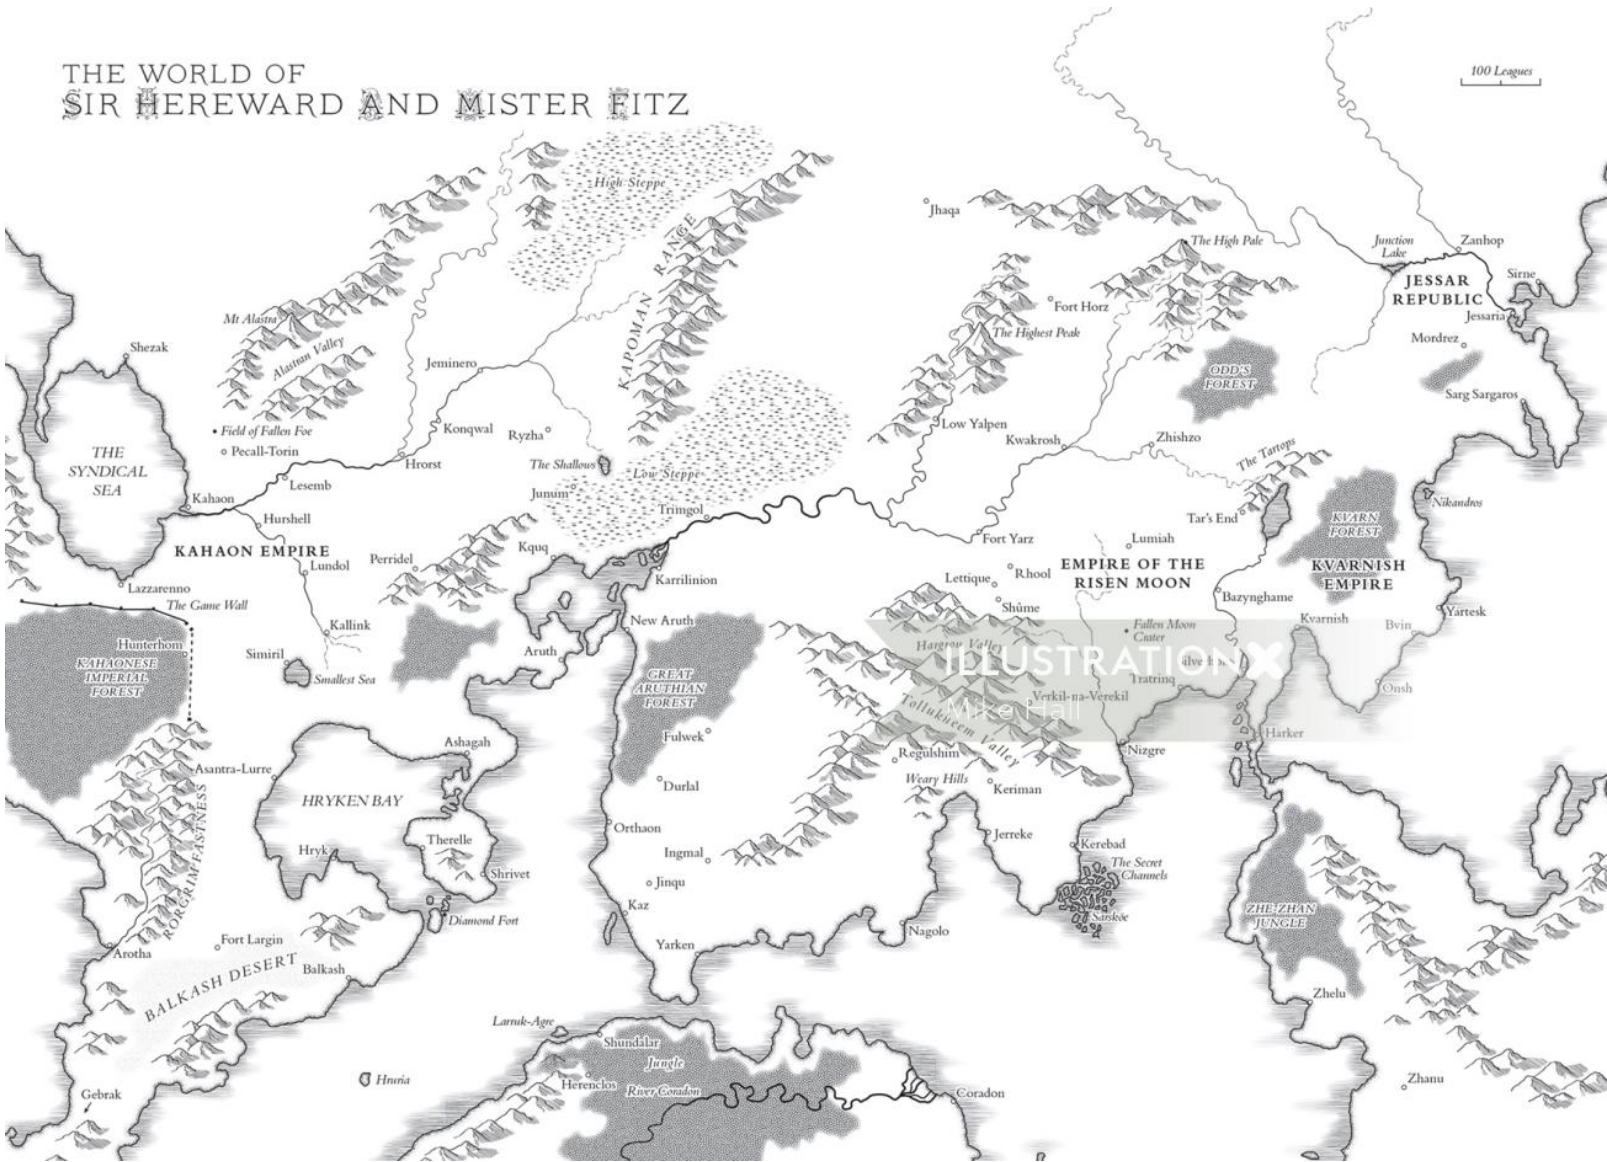 THE WORLD OF
SIR HEREWARD AND MISTER FITZ
100 Leagues
High Steppe
Jhaqa
The High Pale
Junction
Lake
Zanhop
JESSAR
REPUBLIC
Sirne
Jessaria
Mordrez
Sarg Sargaros
KAPOMAN RANGE
Fort Horz
The Highest Peak
ODD'S
FOREST
Mt Alastra
Alastran Valley
Shezak
Jeminero
Field of Fallen Foe
Pecall-Torin
Konqwal
Ryzha
Hrorst
The Shallows
Low Steppe
Junum
Low Yalpen
Kwakrosh
Zhishzo
The Tartops
THE
SYNDICAL
SEA
Lesemb
Kahaon
Hurshell
Trimgol
Tar's End
Nikandros
KVARN
FOREST
KAHAON EMPIRE
Perridel
Kquq
Fort Yarz
Lumiah
EMPIRE OF THE
RISEN MOON
KVARNISH
EMPIRE
Lundol
Karrilinion
Lettique
Rhool
Bazynghame
Lazzarenno
The Game Wall
Shûme
Yartesk
Kallink
New Aruth
Fallen Moon
Crater
Kvarnish
Bvin
Hunterhom
KAHAONESE
IMPERIAL
FOREST
Simiril
Smallest Sea
Aruth
GREAT
ARUTHIAN
FOREST
Hargrou Valley
ILLUSTRATIONX
Mike Hall
Tratrinq
Verkil-na-Verekil
Onsh
Tollukueem Valley
Harker
Fulwek
Ashagah
Regulshim
Nizgre
Asantra-Lurre
Durlal
Weary Hills
Keriman
HRYKEN BAY
RORGRIM FASTNESS
Orthaon
Jerreke
Therelle
Hryk
Ingmal
Kerebad
The Secret
Channels
Shrivet
Jinqu
Kaz
Sarsköe
ZHE-ZHAN
JUNGLE
Diamond Fort
Nagolo
Fort Largin
Arotha
Yarken
BALKASH DESERT
Balkash
Zhelu
Larruk-Agre
Shundalar
Jungle
Hruria
Herenclos
River Coradon
Coradon
Zhanu
Gebrak